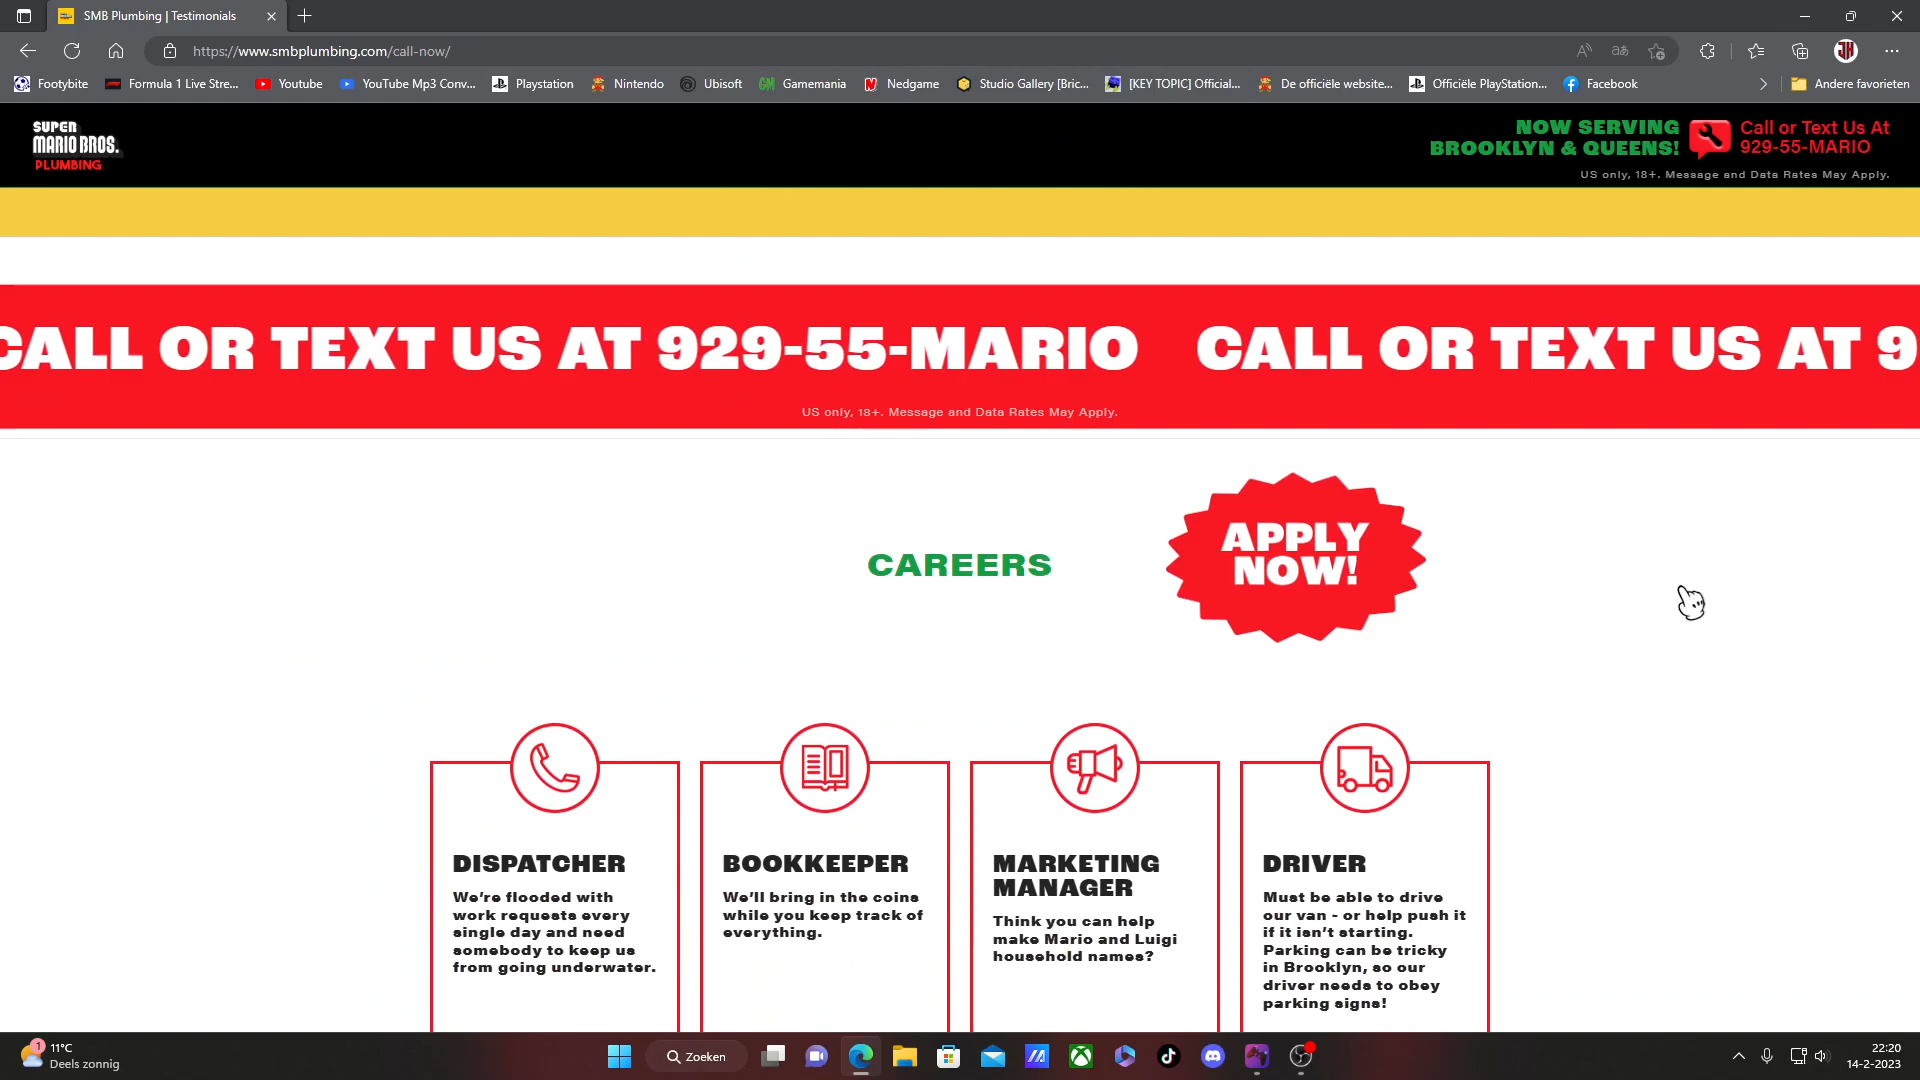 SMB Plumbing | Testimonials
https://www.smbplumbing.com/call-now/
Footybite
Formula 1 Live Stre...
Youtube
YouTube Mp3 Conv...
Playstation
Nintendo
Ubisoft
Gamemania
Nedgame
Studio Gallery [Bric...
[KEY TOPIC] Official...
De officiële website...
Officiële PlayStation...
Facebook
Andere favorieten
SUPER
MARIO BROS.
PLUMBING
NOW SERVING
BROOKLYN & QUEENS!
Call or Text Us At
929-55-MARIO
US only, 18+. Message and Data Rates May Apply.
CALL OR TEXT US AT 929-55-MARIO CALL OR TEXT US AT 9
US only, 18+. Message and Data Rates May Apply.
CAREERS
APPLY
NOW!
DISPATCHER
We're flooded with
work requests every
single day and need
somebody to keep us
from going underwater.
BOOKKEEPER
We'll bring in the coins
while you keep track of
everything.
MARKETING
MANAGER
Think you can help
make Mario and Luigi
household names?
DRIVER
Must be able to drive
our van - or help push it
if it isn't starting.
Parking can be tricky
in Brooklyn, so our
driver needs to obey
parking signs!
1
11°C
Deels zonnig
Zoeken
22:20
14-2-2023